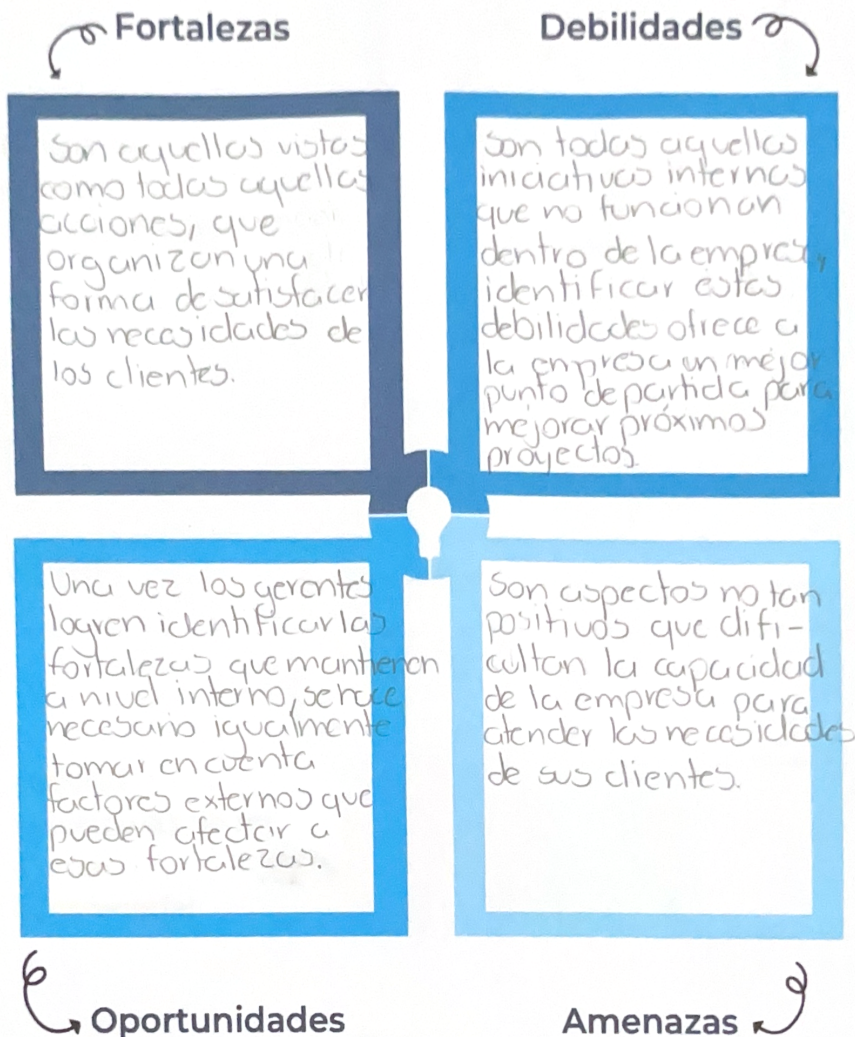 Fortalezas
Son aquellas vistas
como todas aquellas
acciones, que
organizan una
forma de satisfacer
las necesidades de
los clientes.
Debilidades
Son todas aquellas
iniciativas internas
que no funcionan
dentro de la empresa,
identificar estas
debilidades ofrece a
la empresa un mejor
punto de partida para
mejorar próximos
proyectos.
Una vez los gerentes
logren identificar las
fortalezas que mantienen
a nivel interno, se hace
necesario igualmente
tomar en cuenta
factores externos que
pueden afectar a
esas fortalezas.
Oportunidades
Son aspectos no tan
positivos que difi-
cultan la capacidad
de la empresa para
atender las necesidades
de sus clientes.
Amenazas